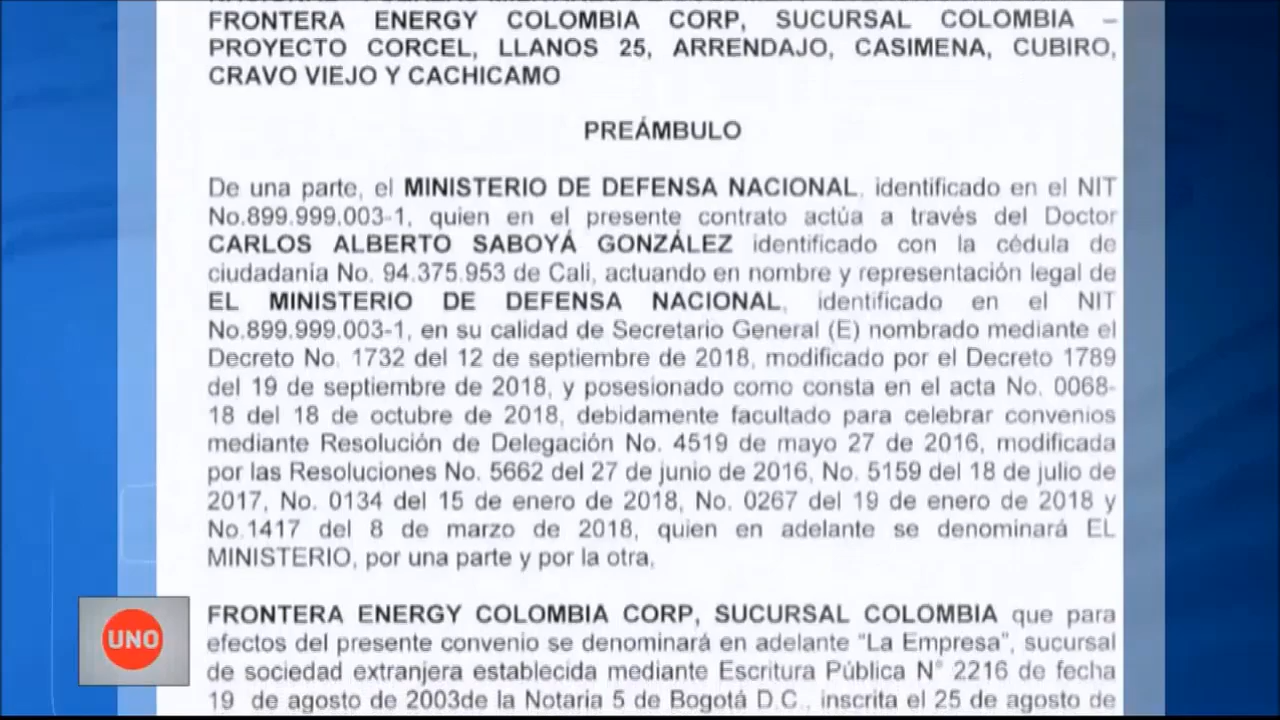 FRONTERA ENERGY COLOMBIA CORP, SUCURSAL COLOMBIA –
PROYECTO CORCEL, LLANOS 25, ARRENDAJO, CASIMENA, CUBIRO,
CRAVO VIEJO Y CACHICAMO
PREÁMBULO
De una parte, el MINISTERIO DE DEFENSA NACIONAL, identificado en el NIT
No.899.999.003-1, quien en el presente contrato actúa a través del Doctor
CARLOS ALBERTO SABOYÁ GONZÁLEZ identificado con la cédula de
ciudadanía No. 94.375.953 de Cali, actuando en nombre y representación legal de
EL MINISTERIO DE DEFENSA NACIONAL, identificado en el NIT
No.899.999.003-1, en su calidad de Secretario General (E) nombrado mediante el
Decreto No. 1732 del 12 de septiembre de 2018, modificado por el Decreto 1789
del 19 de septiembre de 2018, y posesionado como consta en el acta No. 0068-
18 del 18 de octubre de 2018, debidamente facultado para celebrar convenios
mediante Resolución de Delegación No. 4519 de mayo 27 de 2016, modificada
por las Resoluciones No. 5662 del 27 de junio de 2016, No. 5159 del 18 de julio de
2017, No. 0134 del 15 de enero de 2018, No. 0267 del 19 de enero de 2018 y
No.1417 del 8 de marzo de 2018, quien en adelante se denominará EL
MINISTERIO, por una parte y por la otra,
FRONTERA ENERGY COLOMBIA CORP, SUCURSAL COLOMBIA que para
efectos del presente convenio se denominará en adelante “La Empresa”, sucursal
de sociedad extranjera establecida mediante Escritura Pública N° 2216 de fecha
19 de agosto de 2003de la Notaria 5 de Bogotá D.C., inscrita el 25 de agosto de
UNO